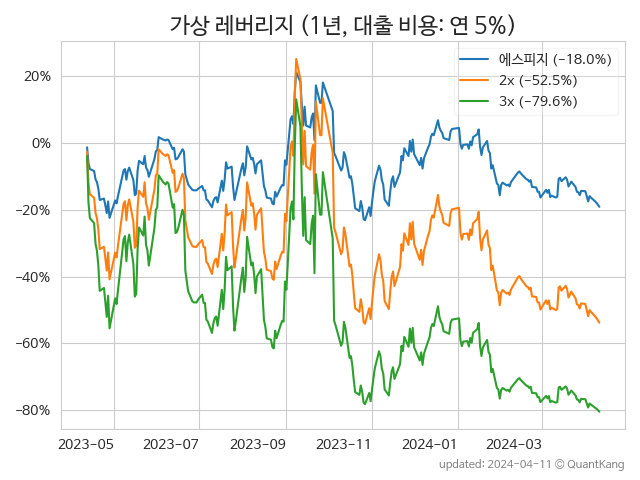 가상 레버리지 (1년, 대출 비용: 연 5%)
에스피지 (−18.0%)
2x (−52.5%)
3x (−79.6%)
20%
0%
−20%
−40%
−60%
−80%
2023-05 2023-07 2023-09 2023-11 2024-01 2024-03
updated: 2024-04-11 © QuantKang